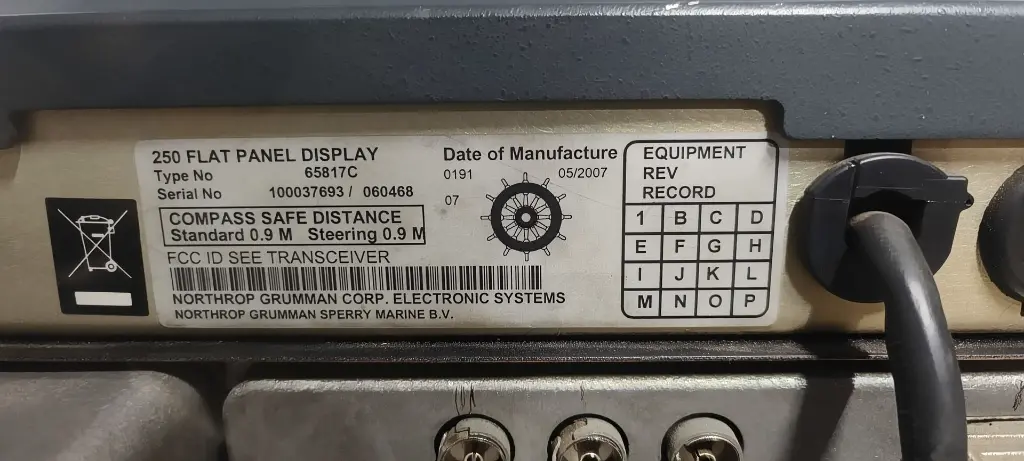 250 FLAT PANEL DISPLAY
Type No 65817C
Serial No 100037693 / 060468
COMPASS SAFE DISTANCE
Standard 0.9 M Steering 0.9 M
FCC ID SEE TRANSCEIVER
NORTHROP GRUMMAN CORP. ELECTRONIC SYSTEMS
NORTHROP GRUMMAN SPERRY MARINE B.V.
Date of Manufacture
0191 05/2007
07
EQUIPMENT
REV
RECORD
1 B C D
E F G H
I J K L
M N O P